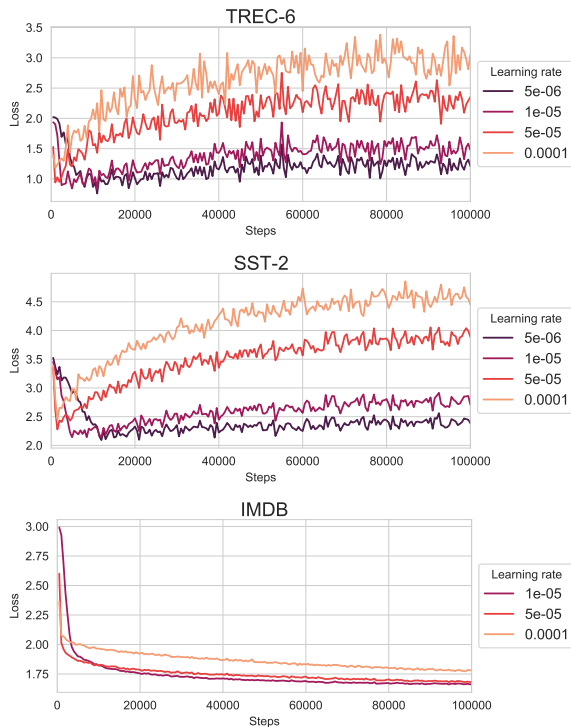 TREC-6
3.5
3.0
2.5
2.0
1.5
1.0
Loss
0 20000 40000 60000 80000 100000
Steps
Learning rate
5e-06
1e-05
5e-05
0.0001
SST-2
4.5
4.0
3.5
3.0
2.5
2.0
Loss
0 20000 40000 60000 80000 100000
Steps
Learning rate
5e-06
1e-05
5e-05
0.0001
IMDB
3.00
2.75
2.50
2.25
2.00
1.75
Loss
0 20000 40000 60000 80000 100000
Steps
Learning rate
1e-05
5e-05
0.0001